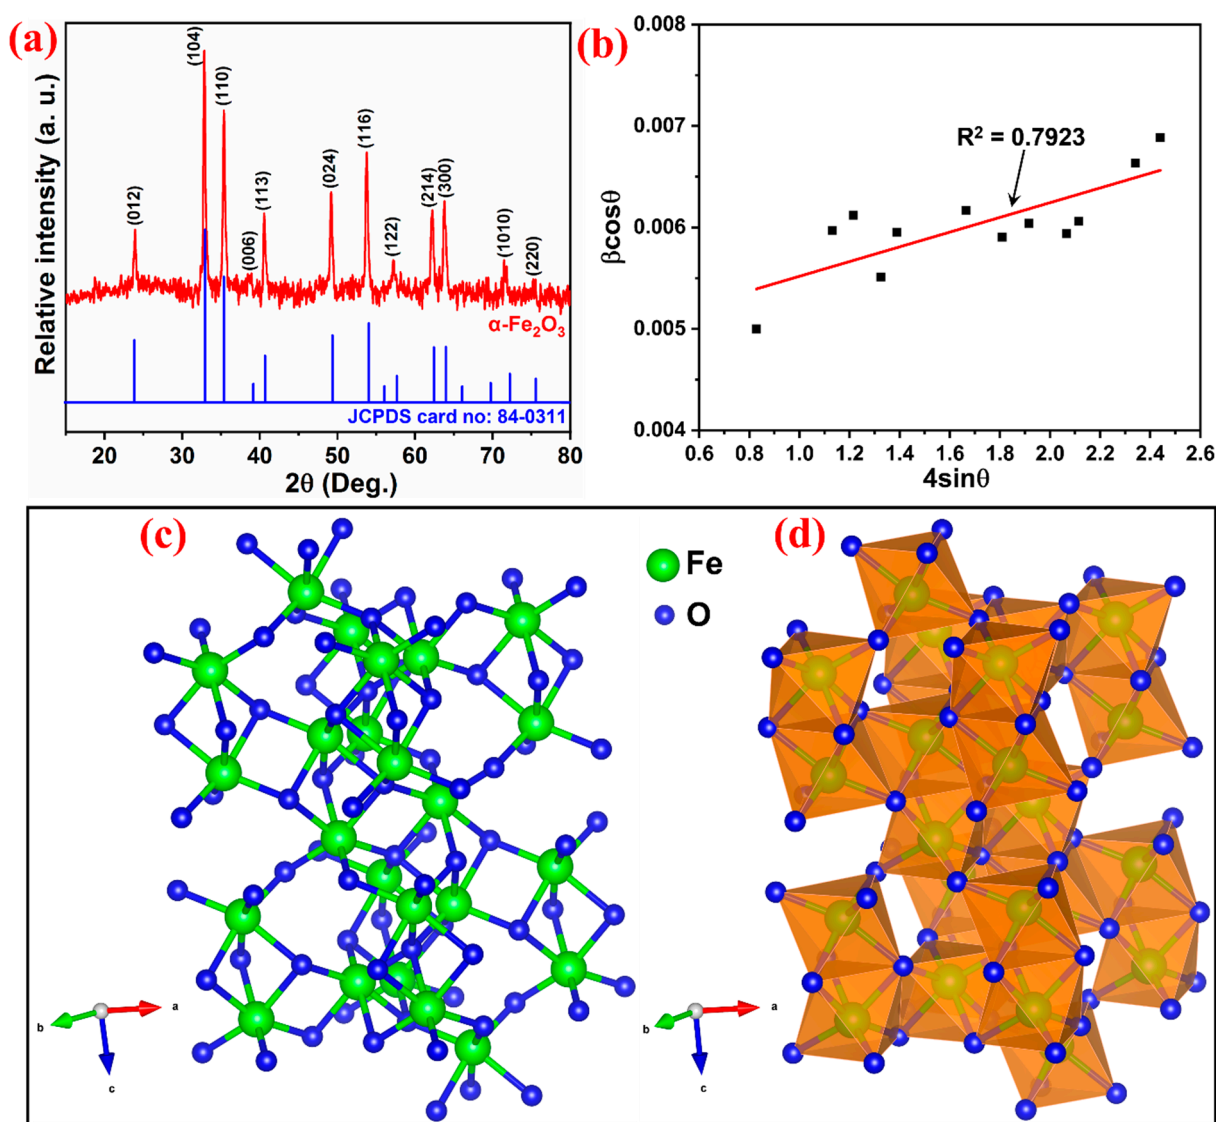 (a)
Relative intensity (a. u.)
(012)
(104)
(110)
(006)
(113)
(024)
(116)
(122)
(214)
(300)
(1010)
(220)
α-Fe₂O₃
JCPDS card no: 84-0311
20 30 40 50 60 70 80
2θ (Deg.)
(b)
βcosθ
0.008
0.007
0.006
0.005
0.004
R² = 0.7923
0.6 0.8 1.0 1.2 1.4 1.6 1.8 2.0 2.2 2.4 2.6
4sinθ
(c)
Fe
O
a
b
c
(d)
a
b
c